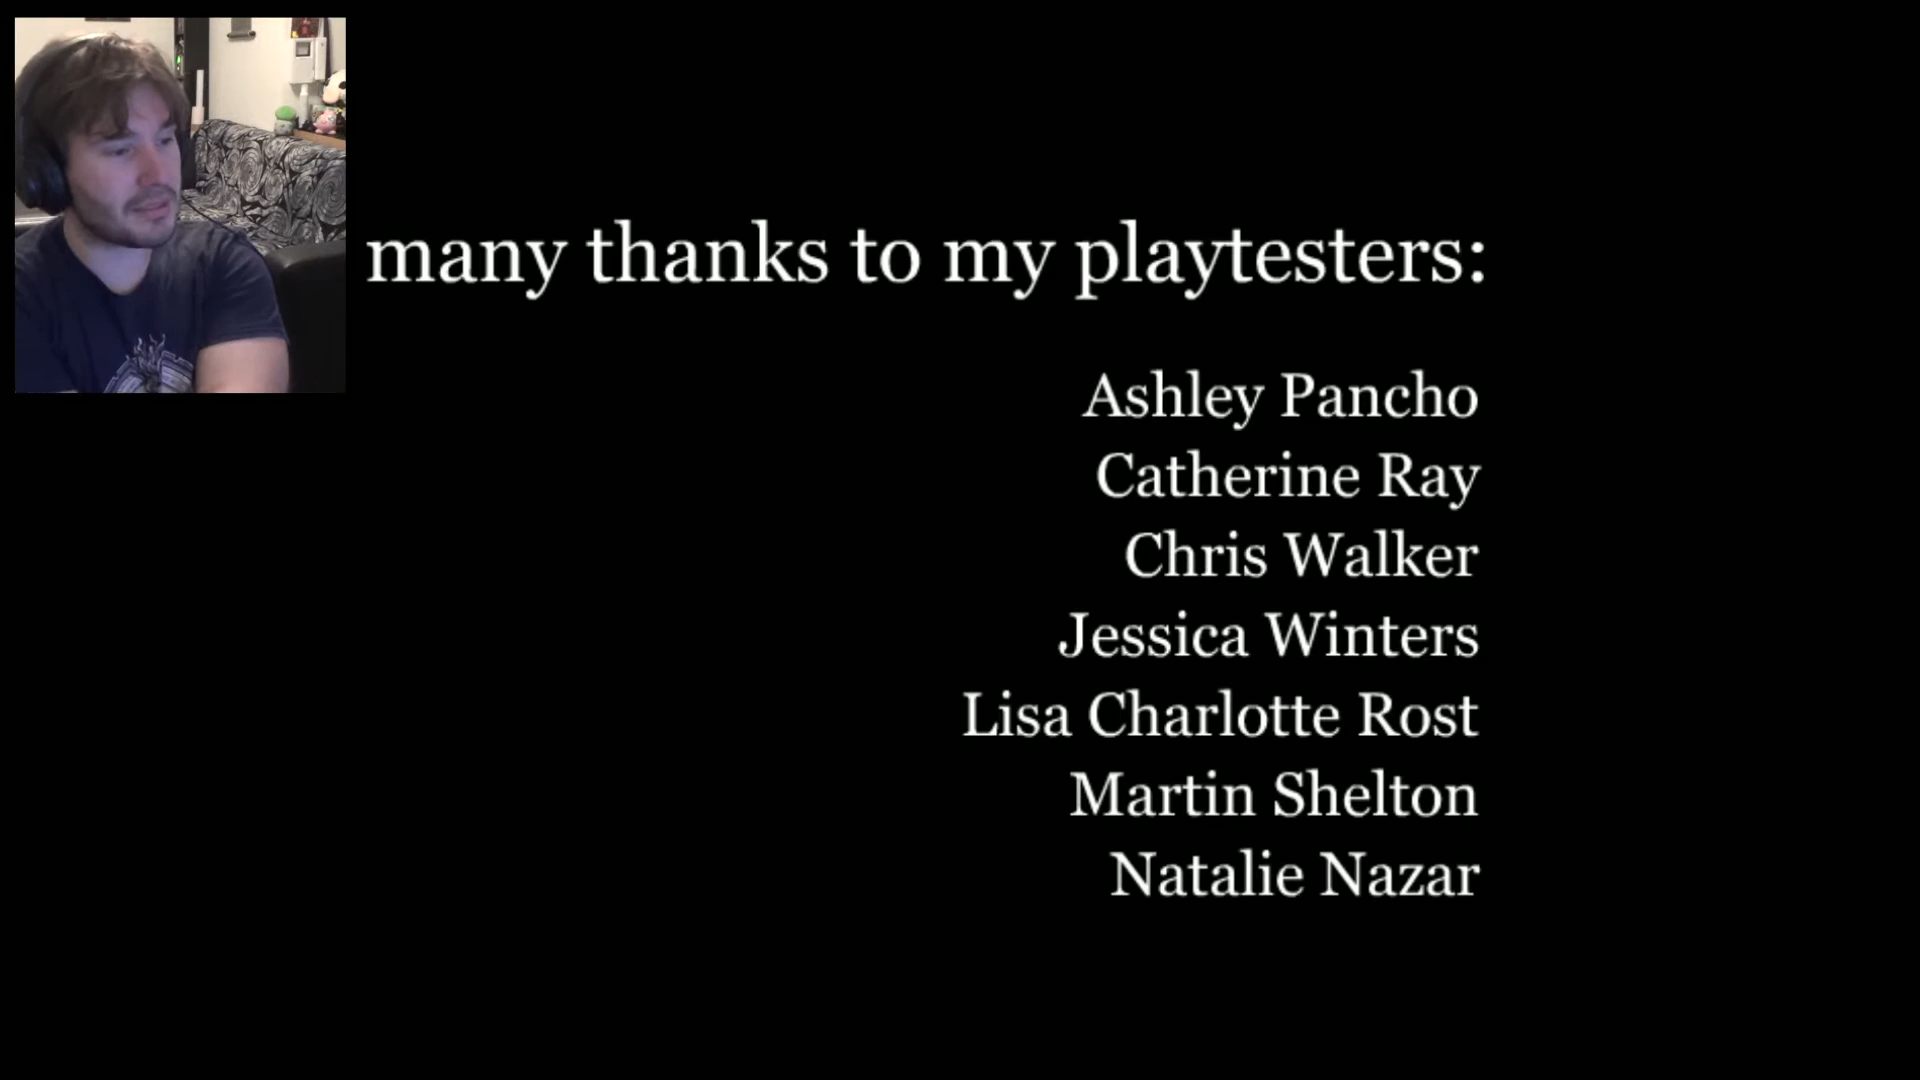 many thanks to my playtesters:
Ashley Pancho
Catherine Ray
Chris Walker
Jessica Winters
Lisa Charlotte Rost
Martin Shelton
Natalie Nazar